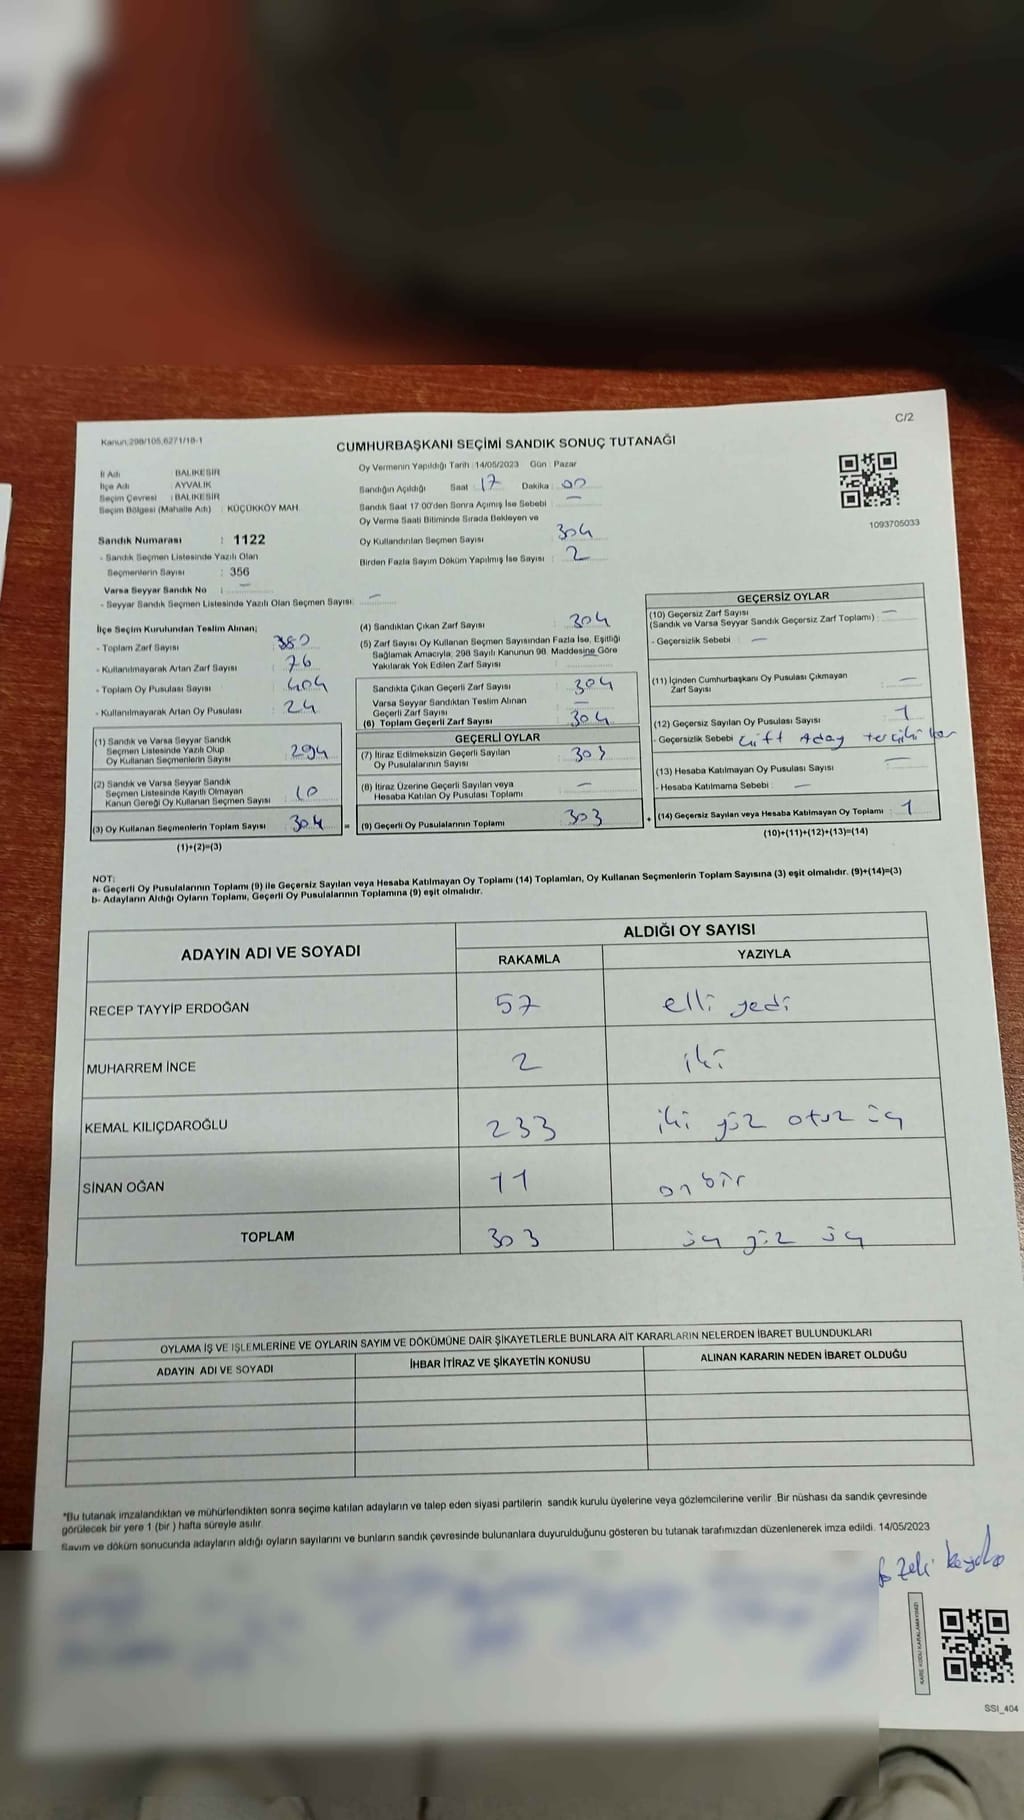 C/2
Kanun:298/105,6271/18-1
CUMHURBAŞKANI SEÇİMİ SANDIK SONUÇ TUTANAĞI
İl Adı : BALIKESİR
İlçe Adı : AYVALIK
Seçim Çevresi : BALIKESİR
Seçim Bölgesi (Mahalle Adı) : KÜÇÜKKÖY MAH.
Sandık Numarası : 1122
- Sandık Seçmen Listesinde Yazılı Olan
Seçmenlerin Sayısı : 356
Varsa Seyyar Sandık No : —
- Seyyar Sandık Seçmen Listesinde Yazılı Olan Seçmen Sayısı: —
Oy Vermenin Yapıldığı Tarih : 14/05/2023 Gün : Pazar
Sandığın Açıldığı Saat : 17 Dakika : 00
Sandık Saat 17:00'den Sonra Açımış İse Sebebi : —
Oy Verme Saati Bitiminde Sırada Bekleyen ve
Oy Kullandırılan Seçmen Sayısı : 304
Birden Fazla Sayım Döküm Yapılmış İse Sayısı : 2
1093705033
İlçe Seçim Kurulundan Teslim Alınan;
- Toplam Zarf Sayısı : 380
- Kullanılmayarak Artan Zarf Sayısı : 76
- Toplam Oy Pusulası Sayısı : 404
- Kullanılmayarak Artan Oy Pusulası : 24
(1) Sandık ve Varsa Seyyar Sandık
Seçmen Listesinde Yazılı Olup
Oy Kullanan Seçmenlerin Sayısı : 294
(2) Sandık ve Varsa Seyyar Sandık
Seçmen Listesinde Kayıtlı Olmayan
Kanun Gereği Oy Kullanan Seçmen Sayısı : 10
(3) Oy Kullanan Seçmenlerin Toplam Sayısı : 304 =
(1)+(2)=(3)
(4) Sandıktan Çıkan Zarf Sayısı : 304
(5) Zarf Sayısı Oy Kullanan Seçmen Sayısından Fazla İse, Eşitliği
Sağlamak Amacıyla, 298 Sayılı Kanunun 98. Maddesine Göre
Yakılarak Yok Edilen Zarf Sayısı : —
Sandıkta Çıkan Geçerli Zarf Sayısı : 304
Varsa Seyyar Sandıktan Teslim Alınan
Geçerli Zarf Sayısı : —
(6) Toplam Geçerli Zarf Sayısı : 304
GEÇERLİ OYLAR
(7) İtiraz Edilmeksizin Geçerli Sayılan
Oy Pusulalarının Sayısı : 303
(8) İtiraz Üzerine Geçerli Sayılan veya
Hesaba Katılan Oy Pusulası Toplamı : —
(9) Geçerli Oy Pusulalarının Toplamı : 303 +
GEÇERSİZ OYLAR
(10) Geçersiz Zarf Sayısı
(Sandık ve Varsa Seyyar Sandık Geçersiz Zarf Toplamı) : —
- Geçersizlik Sebebi : —
(11) İçinden Cumhurbaşkanı Oy Pusulası Çıkmayan
Zarf Sayısı : —
(12) Geçersiz Sayılan Oy Pusulası Sayısı : 1
- Geçersizlik Sebebi : Çift Aday tercihi
(13) Hesaba Katılmayan Oy Pusulası Sayısı : —
- Hesaba Katılmama Sebebi : —
(14) Geçersiz Sayılan veya Hesaba Katılmayan Oy Toplamı : 1
(10)+(11)+(12)+(13)=(14)
NOT:
a- Geçerli Oy Pusulalarının Toplamı (9) ile Geçersiz Sayılan veya Hesaba Katılmayan Oy Toplamı (14) Toplamları, Oy Kullanan Seçmenlerin Toplam Sayısına (3) eşit olmalıdır. (9)+(14)=(3)
b- Adayların Aldığı Oyların Toplamı, Geçerli Oy Pusulalarının Toplamına (9) eşit olmalıdır.
ADAYIN ADI VE SOYADI
ALDIĞI OY SAYISI
RAKAMLA YAZIYLA
RECEP TAYYİP ERDOĞAN 57 elli yedi
MUHARREM İNCE 2 iki
KEMAL KILIÇDAROĞLU 233 iki yüz otuz üç
SİNAN OĞAN 11 on bir
TOPLAM 303 üç yüz üç
OYLAMA İŞ VE İŞLEMLERİNE VE OYLARIN SAYIM VE DÖKÜMÜNE DAİR ŞİKAYETLERLE BUNLARA AİT KARARLARIN NELERDEN İBARET BULUNDUKLARI
ADAYIN ADI VE SOYADI İHBAR İTİRAZ VE ŞİKAYETİN KONUSU ALINAN KARARIN NEDEN İBARET OLDUĞU
*Bu tutanak imzalandıktan ve mühürlendikten sonra seçime katılan adayların ve talep eden siyasi partilerin sandık kurulu üyelerine veya gözlemcilerine verilir. Bir nüshası da sandık çevresinde
görülecek bir yere 1 (bir ) hafta süreyle asılır.
Sayım ve döküm sonucunda adayların aldığı oyların sayılarını ve bunların sandık çevresinde bulunanlara duyurulduğunu gösteren bu tutanak tarafımızdan düzenlenerek imza edildi. 14/05/2023
Zeki
KARE KODU KARALAMAYINIZ!
SSI_404